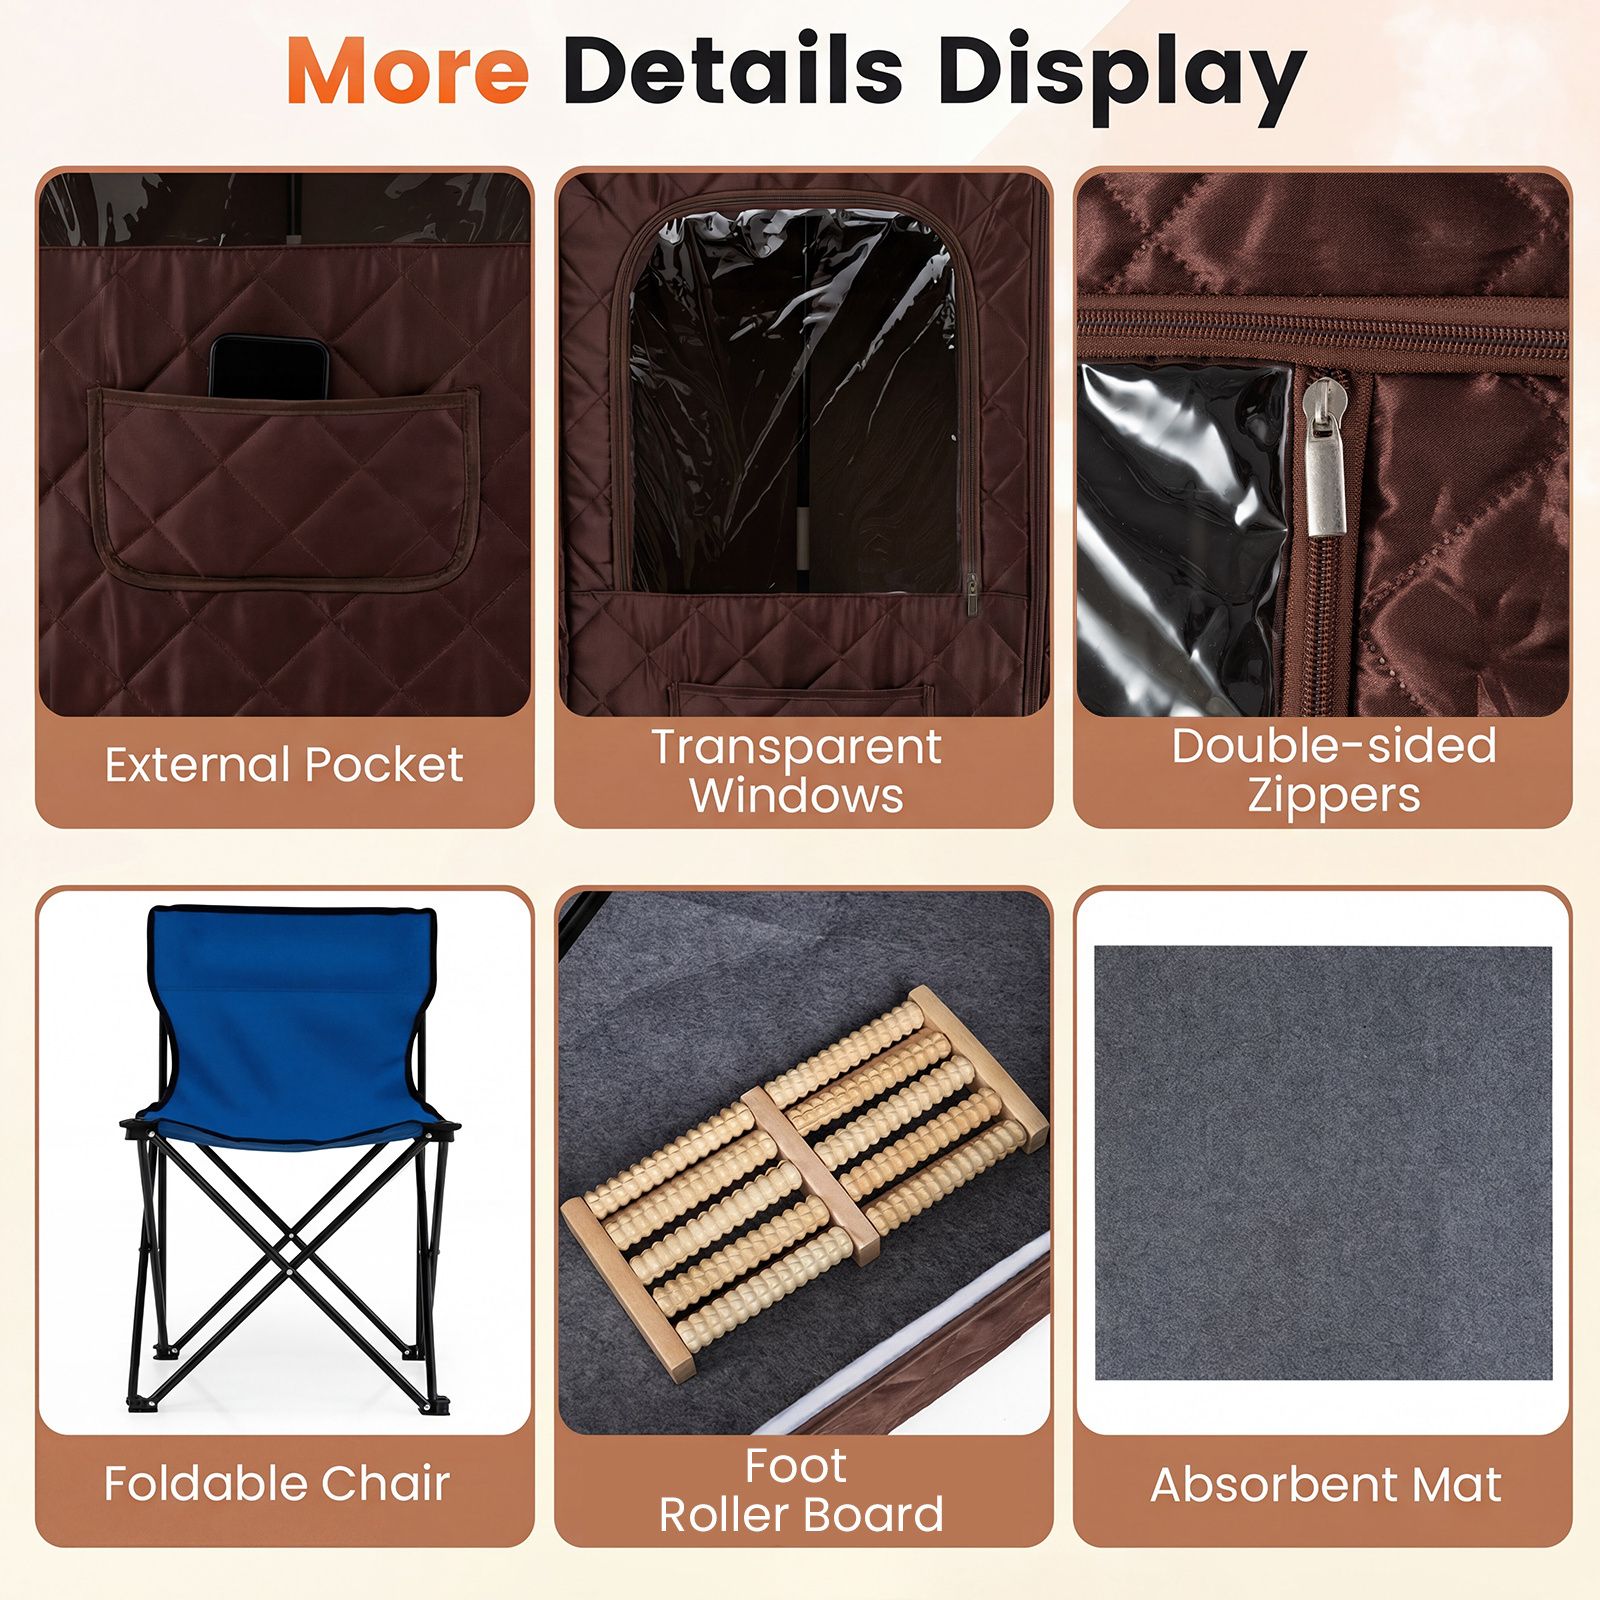 More Details Display
External Pocket
Transparent
Windows
Double-sided
Zippers
Foldable Chair
Foot
Roller Board
Absorbent Mat